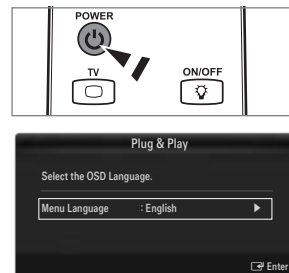 POWER
TV
ON/OFF
Plug & Play
Select the OSD Language.
Menu Language : English ▶
Enter